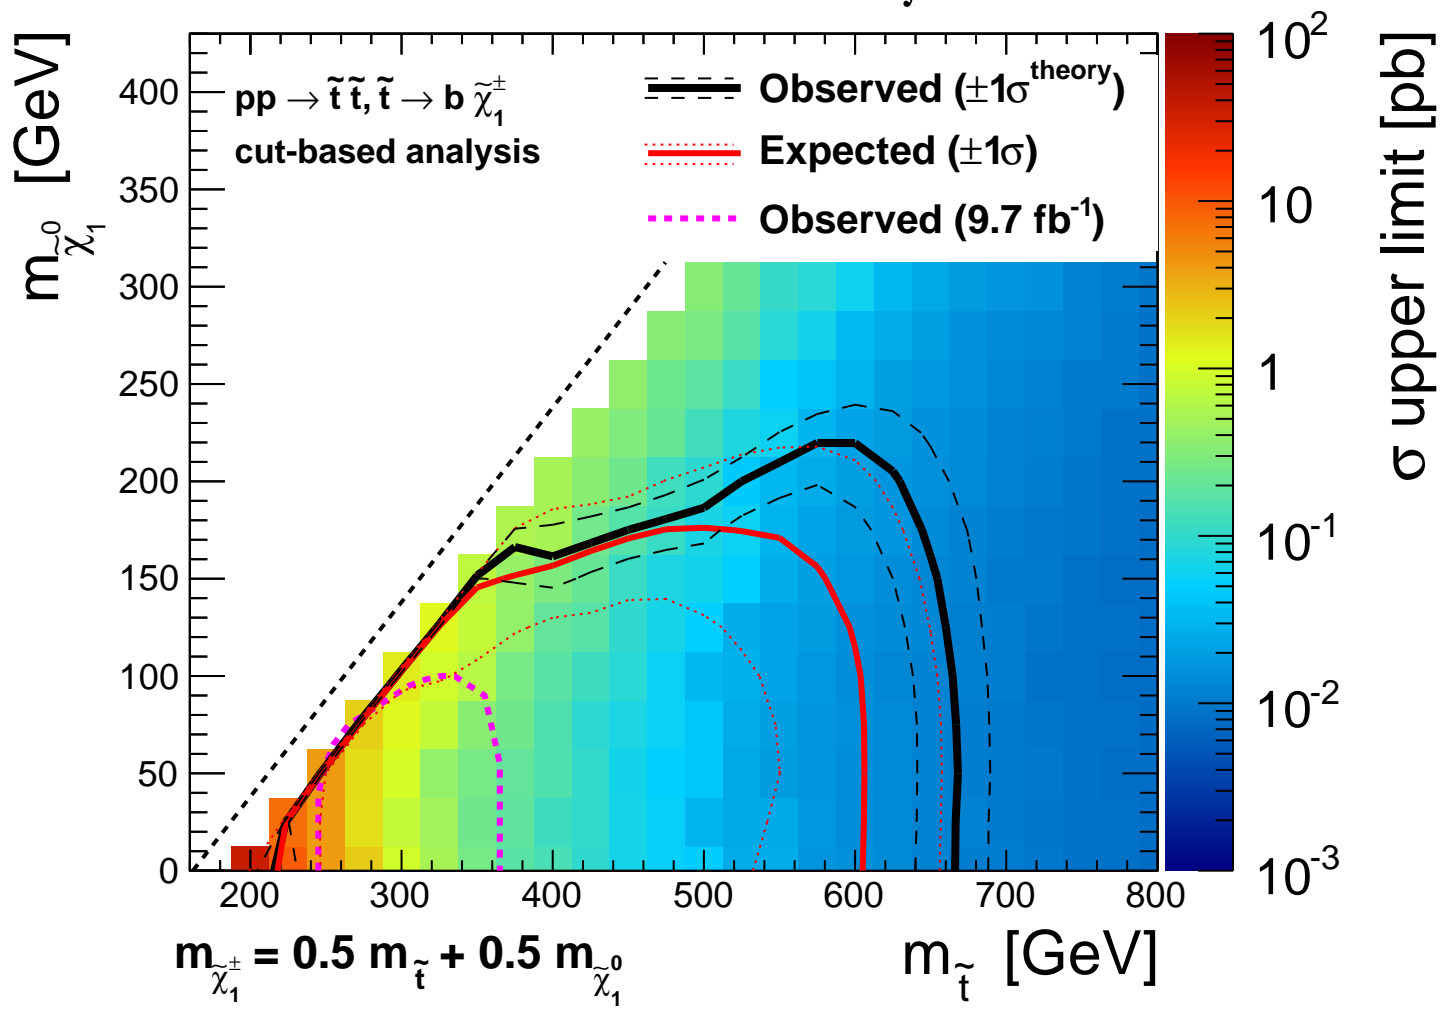 pp → t̃ t̃, t̃ → b χ̃₁±
cut-based analysis
Observed (±1σ^theory)
Expected (±1σ)
Observed (9.7 fb⁻¹)
m_χ̃₁⁰ [GeV]
400
350
300
250
200
150
100
50
0
200 300 400 500 600 700 800
m_t̃ [GeV]
m_χ̃₁± = 0.5 m_t̃ + 0.5 m_χ̃₁⁰
10²
10
1
10⁻¹
10⁻²
10⁻³
σ upper limit [pb]